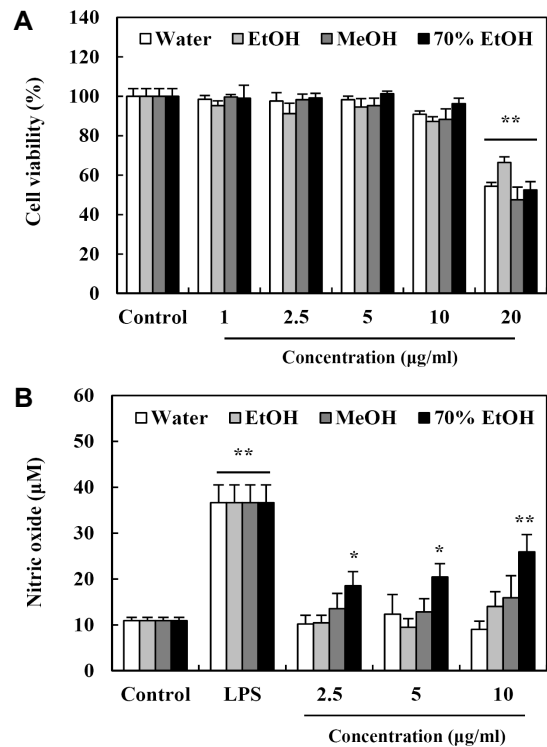 A
Water EtOH MeOH 70% EtOH
Cell viability (%)
140
120
100
80
60
40
20
0
**
Control 1 2.5 5 10 20
Concentration (μg/ml)
B
Water EtOH MeOH 70% EtOH
Nitric oxide (μM)
60
50
40
30
20
10
0
**
*
*
**
Control LPS 2.5 5 10
Concentration (μg/ml)